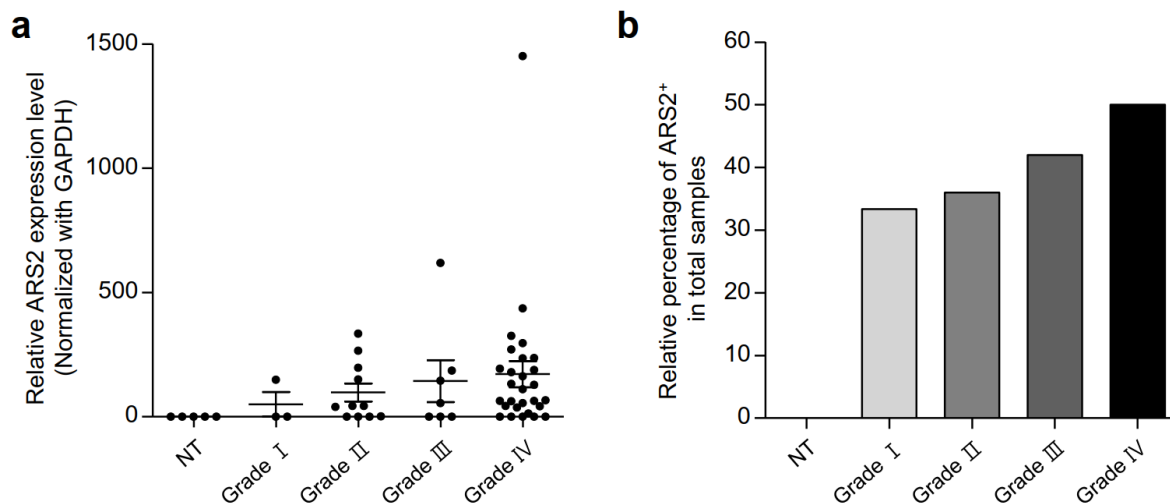 a
Relative ARS2 expression level
(Normalized with GAPDH)
1500
1000
500
0
NT
Grade Ⅰ
Grade Ⅱ
Grade Ⅲ
Grade Ⅳ
b
Relative percentage of ARS2⁺
in total samples
60
50
40
30
20
10
0
NT
Grade Ⅰ
Grade Ⅱ
Grade Ⅲ
Grade Ⅳ